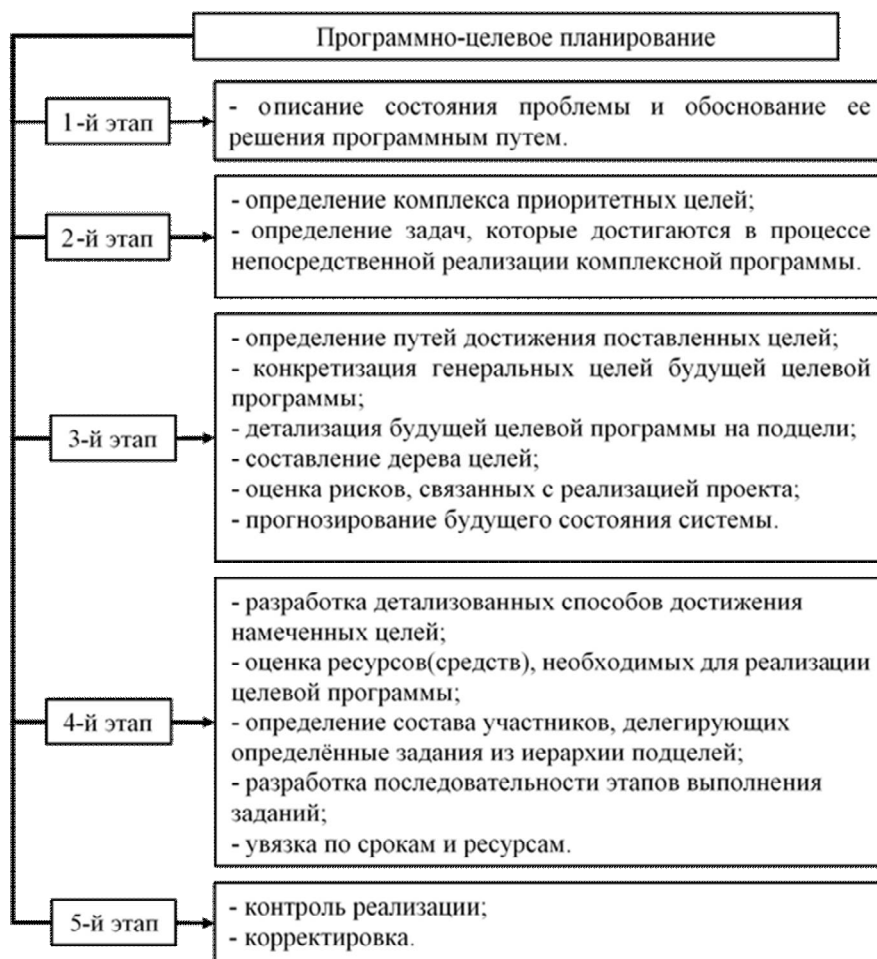 Программно-целевое планирование
1-й этап
- описание состояния проблемы и обоснование ее
решения программным путем.
2-й этап
- определение комплекса приоритетных целей;
- определение задач, которые достигаются в процессе
непосредственной реализации комплексной программы.
3-й этап
- определение путей достижения поставленных целей;
- конкретизация генеральных целей будущей целевой
программы;
- детализация будущей целевой программы на подцели;
- составление дерева целей;
- оценка рисков, связанных с реализацией проекта;
- прогнозирование будущего состояния системы.
4-й этап
- разработка детализованных способов достижения
намеченных целей;
- оценка ресурсов(средств), необходимых для реализации
целевой программы;
- определение состава участников, делегирующих
определённые задания из иерархии подцелей;
- разработка последовательности этапов выполнения
заданий;
- увязка по срокам и ресурсам.
5-й этап
- контроль реализации;
- корректировка.